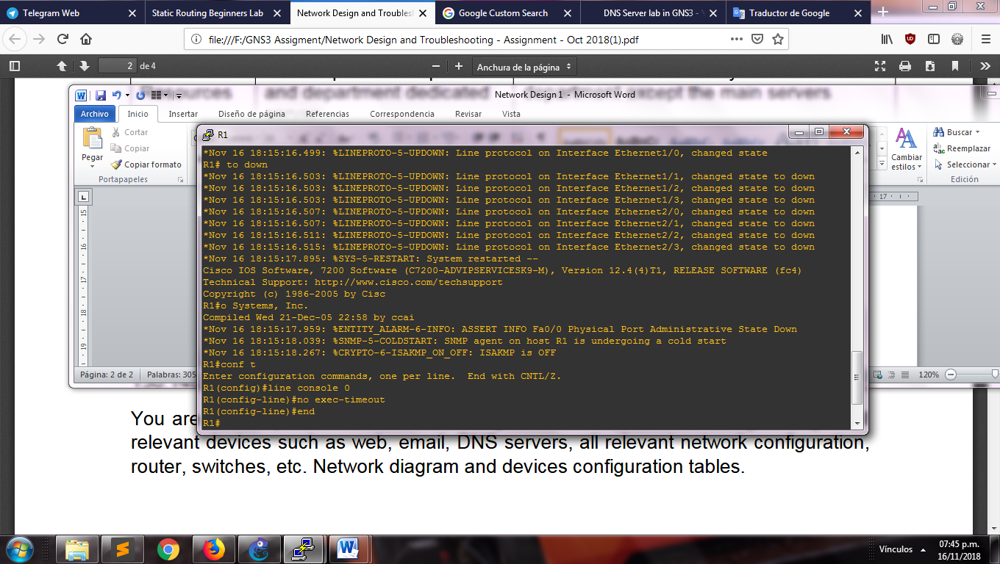 Telegram Web
Static Routing Beginners Lab
Network Design and Troubles
Google Custom Search
DNS Server lab in GNS3 -
Traductor de Google
file:///F:/GNS3 Assigment/Network Design and Troubleshooting - Assignment - Oct 2018(1).pdf
2 de 4
Anchura de la página
Resources and department dedicated department except the main servers
Network Design 1 - Microsoft Word
Archivo Inicio Insertar Diseño de página Referencias Correspondencia Revisar Vista
Pegar
Cortar
Copiar
Copiar formato
Portapapeles
Cambiar estilos
Buscar
Reemplazar
Seleccionar
Edición
R1
*Nov 16 18:15:16.499: %LINEPROTO-5-UPDOWN: Line protocol on Interface Ethernet1/0, changed state
R1# to down
*Nov 16 18:15:16.503: %LINEPROTO-5-UPDOWN: Line protocol on Interface Ethernet1/1, changed state to down
*Nov 16 18:15:16.503: %LINEPROTO-5-UPDOWN: Line protocol on Interface Ethernet1/2, changed state to down
*Nov 16 18:15:16.503: %LINEPROTO-5-UPDOWN: Line protocol on Interface Ethernet1/3, changed state to down
*Nov 16 18:15:16.507: %LINEPROTO-5-UPDOWN: Line protocol on Interface Ethernet2/0, changed state to down
*Nov 16 18:15:16.507: %LINEPROTO-5-UPDOWN: Line protocol on Interface Ethernet2/1, changed state to down
*Nov 16 18:15:16.511: %LINEPROTO-5-UPDOWN: Line protocol on Interface Ethernet2/2, changed state to down
*Nov 16 18:15:16.515: %LINEPROTO-5-UPDOWN: Line protocol on Interface Ethernet2/3, changed state to down
*Nov 16 18:15:17.895: %SYS-5-RESTART: System restarted --
Cisco IOS Software, 7200 Software (C7200-ADVIPSERVICESK9-M), Version 12.4(4)T1, RELEASE SOFTWARE (fc4)
Technical Support: http://www.cisco.com/techsupport
Copyright (c) 1986-2005 by Cisc
R1#o Systems, Inc.
Compiled Wed 21-Dec-05 22:58 by ccai
*Nov 16 18:15:17.959: %ENTITY_ALARM-6-INFO: ASSERT INFO Fa0/0 Physical Port Administrative State Down
*Nov 16 18:15:18.039: %SNMP-5-COLDSTART: SNMP agent on host R1 is undergoing a cold start
*Nov 16 18:15:18.267: %CRYPTO-6-ISAKMP_ON_OFF: ISAKMP is OFF
R1#conf t
Enter configuration commands, one per line.  End with CNTL/Z.
R1(config)#line console 0
R1(config-line)#no exec-timeout
R1(config-line)#end
R1#
15
16
17
18
19
17
Página: 2 de 2
Palabras: 305
120%
You are
relevant devices such as web, email, DNS servers, all relevant network configuration,
router, switches, etc. Network diagram and devices configuration tables.
Vínculos
07:45 p.m.
16/11/2018